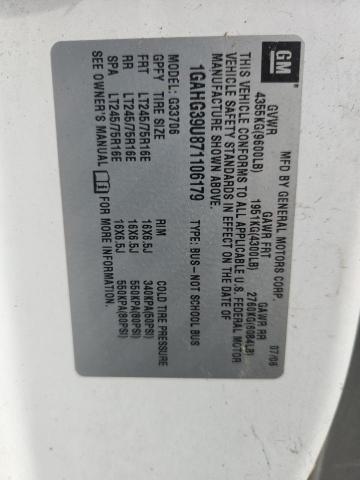 GM
MFD BY GENERAL MOTORS CORP.
07/06
GVWR GAWR FRT GAWR RR
4355KG(9600LB) 1951KG(4300LB) 2760KG(6084LB)
THIS VEHICLE CONFORMS TO ALL APPLICABLE U.S. FEDERAL MOTOR
VEHICLE SAFETY STANDARDS IN EFFECT ON THE DATE OF
MANUFACTURE SHOWN ABOVE.
1GAHG39U871106179 TYPE: BUS-NOT SCHOOL BUS
MODEL: G33706
GPFY TIRE SIZE RIM COLD TIRE PRESSURE
FRT LT245/75R16E 16X6.5J 340KPA(50PSI)
RR LT245/75R16E 16X6.5J 550KPA(80PSI)
SPA LT245/75R16E 16X6.5J 550KPA(80PSI)
SEE OWNER'S MANUAL FOR MORE INFORMATION.